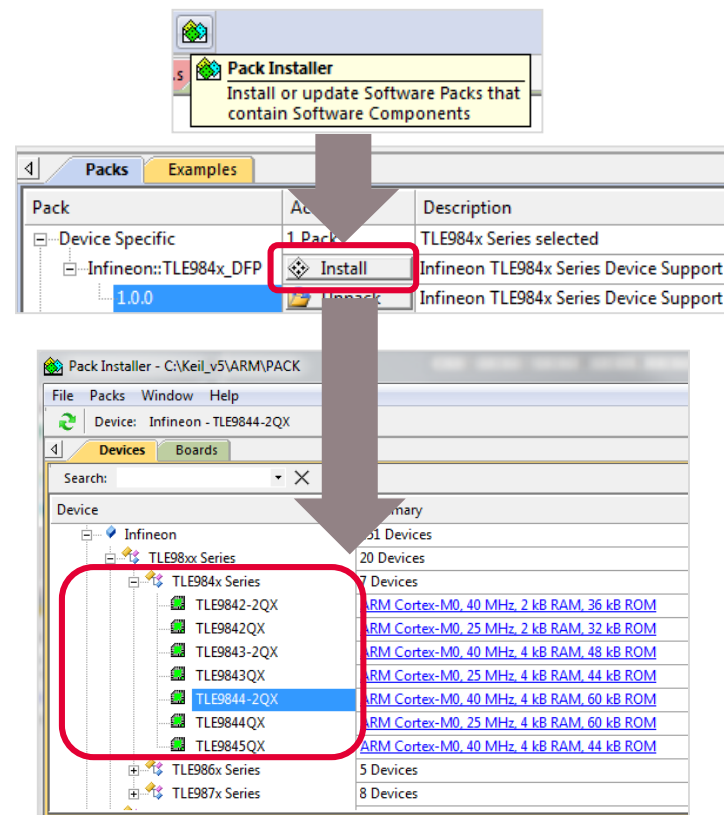 .s
Pack Installer
Install or update Software Packs that
contain Software Components
Packs Examples
Pack Description
Device Specific 1 Pack TLE984x Series selected
Infineon::TLE984x_DFP Install Infineon TLE984x Series Device Support
1.0.0 Infineon TLE984x Series Device Support
Pack Installer - C:\Keil_v5\ARM\PACK
File Packs Window Help
Device: Infineon - TLE9844-2QX
Devices Boards
Search:
Device
Infineon Devices
TLE98xx Series 20 Devices
TLE984x Series 7 Devices
TLE9842-2QX ARM Cortex-M0, 40 MHz, 2 kB RAM, 36 kB ROM
TLE9842QX ARM Cortex-M0, 25 MHz, 2 kB RAM, 32 kB ROM
TLE9843-2QX ARM Cortex-M0, 40 MHz, 4 kB RAM, 48 kB ROM
TLE9843QX ARM Cortex-M0, 25 MHz, 4 kB RAM, 44 kB ROM
TLE9844-2QX ARM Cortex-M0, 40 MHz, 4 kB RAM, 60 kB ROM
TLE9844QX ARM Cortex-M0, 25 MHz, 4 kB RAM, 60 kB ROM
TLE9845QX ARM Cortex-M0, 40 MHz, 4 kB RAM, 44 kB ROM
TLE986x Series 5 Devices
TLE987x Series 8 Devices